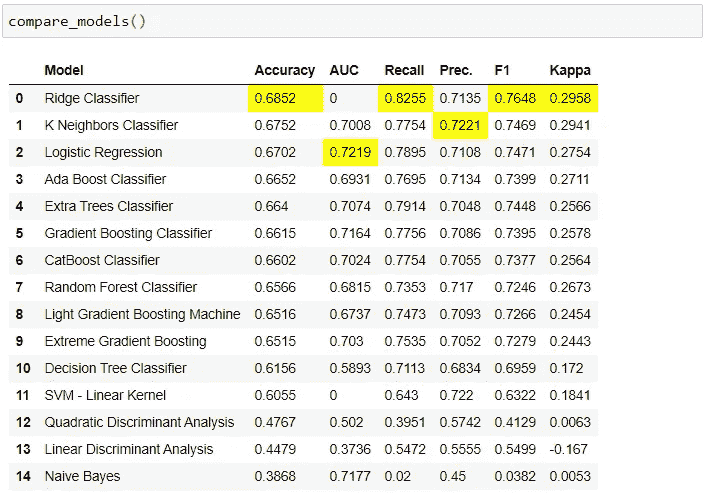 compare_models()
Model Accuracy AUC Recall Prec. F1 Kappa
0 Ridge Classifier 0.6852 0 0.8255 0.7135 0.7648 0.2958
1 K Neighbors Classifier 0.6752 0.7008 0.7754 0.7221 0.7469 0.2941
2 Logistic Regression 0.6702 0.7219 0.7895 0.7108 0.7471 0.2754
3 Ada Boost Classifier 0.6652 0.6931 0.7695 0.7134 0.7399 0.2711
4 Extra Trees Classifier 0.664 0.7074 0.7914 0.7048 0.7448 0.2566
5 Gradient Boosting Classifier 0.6615 0.7164 0.7756 0.7086 0.7395 0.2578
6 CatBoost Classifier 0.6602 0.7024 0.7754 0.7055 0.7377 0.2564
7 Random Forest Classifier 0.6566 0.6815 0.7353 0.717 0.7246 0.2673
8 Light Gradient Boosting Machine 0.6516 0.6737 0.7473 0.7093 0.7266 0.2454
9 Extreme Gradient Boosting 0.6515 0.703 0.7535 0.7052 0.7279 0.2443
10 Decision Tree Classifier 0.6156 0.5893 0.7113 0.6834 0.6959 0.172
11 SVM - Linear Kernel 0.6055 0 0.643 0.722 0.6322 0.1841
12 Quadratic Discriminant Analysis 0.4767 0.502 0.3951 0.5742 0.4129 0.0063
13 Linear Discriminant Analysis 0.4479 0.3736 0.5472 0.5555 0.5499 -0.167
14 Naive Bayes 0.3868 0.7177 0.02 0.45 0.0382 0.0053